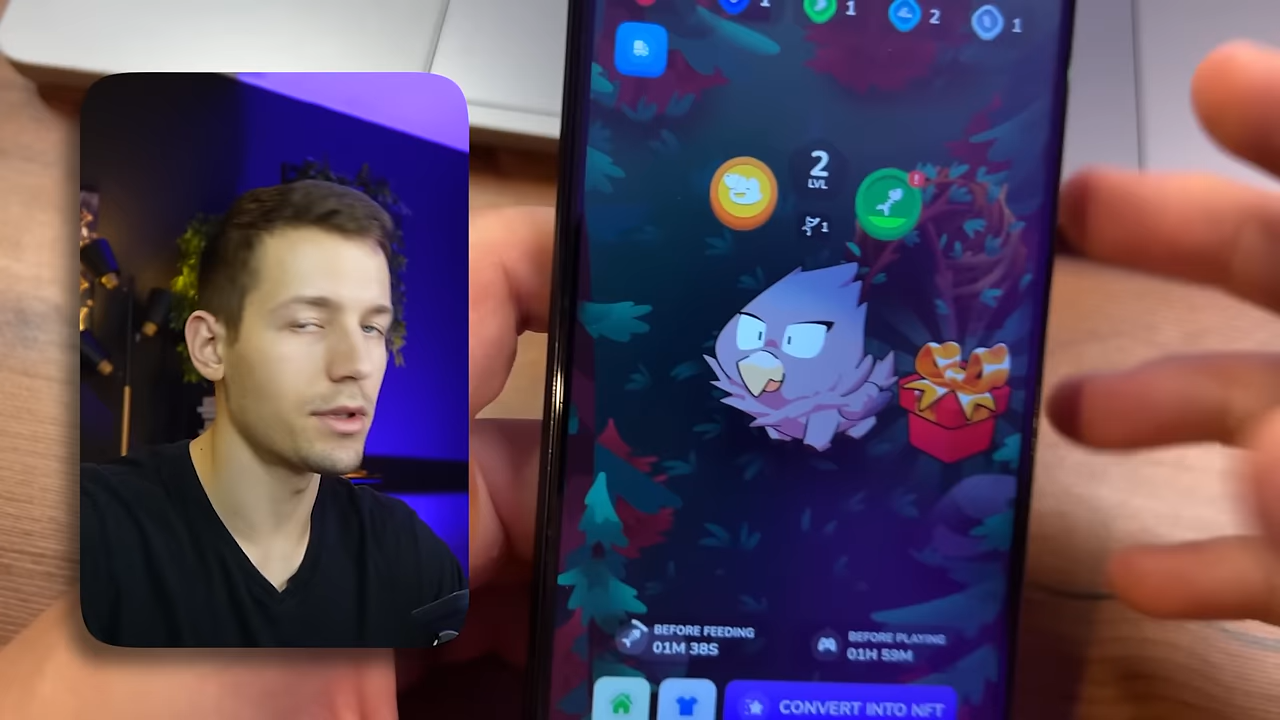 1
1
2
1
2
LVL
1
!
BEFORE FEEDING
01M 38S
BEFORE PLAYING
01H 59M
CONVERT INTO NFT